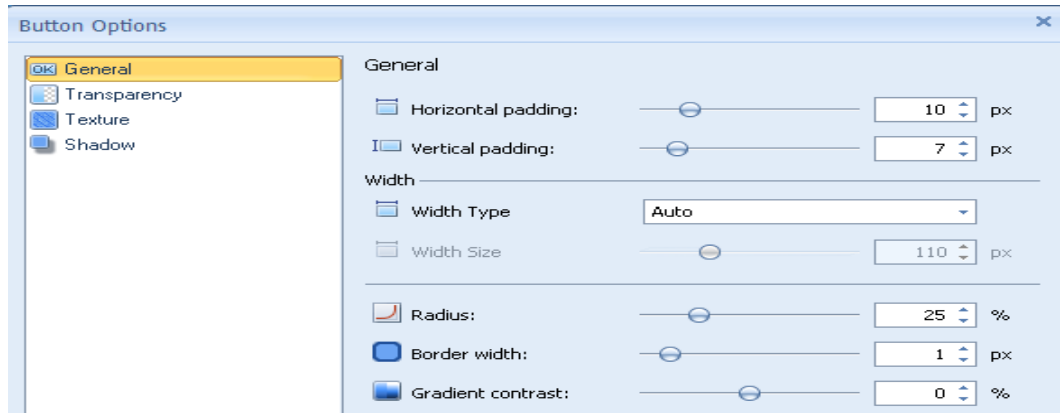 Button Options
OK General
Transparency
Texture
Shadow
General
Horizontal padding: 10 px
Vertical padding: 7 px
Width
Width Type Auto
Width Size 110 px
Radius: 25 %
Border width: 1 px
Gradient contrast: 0 %